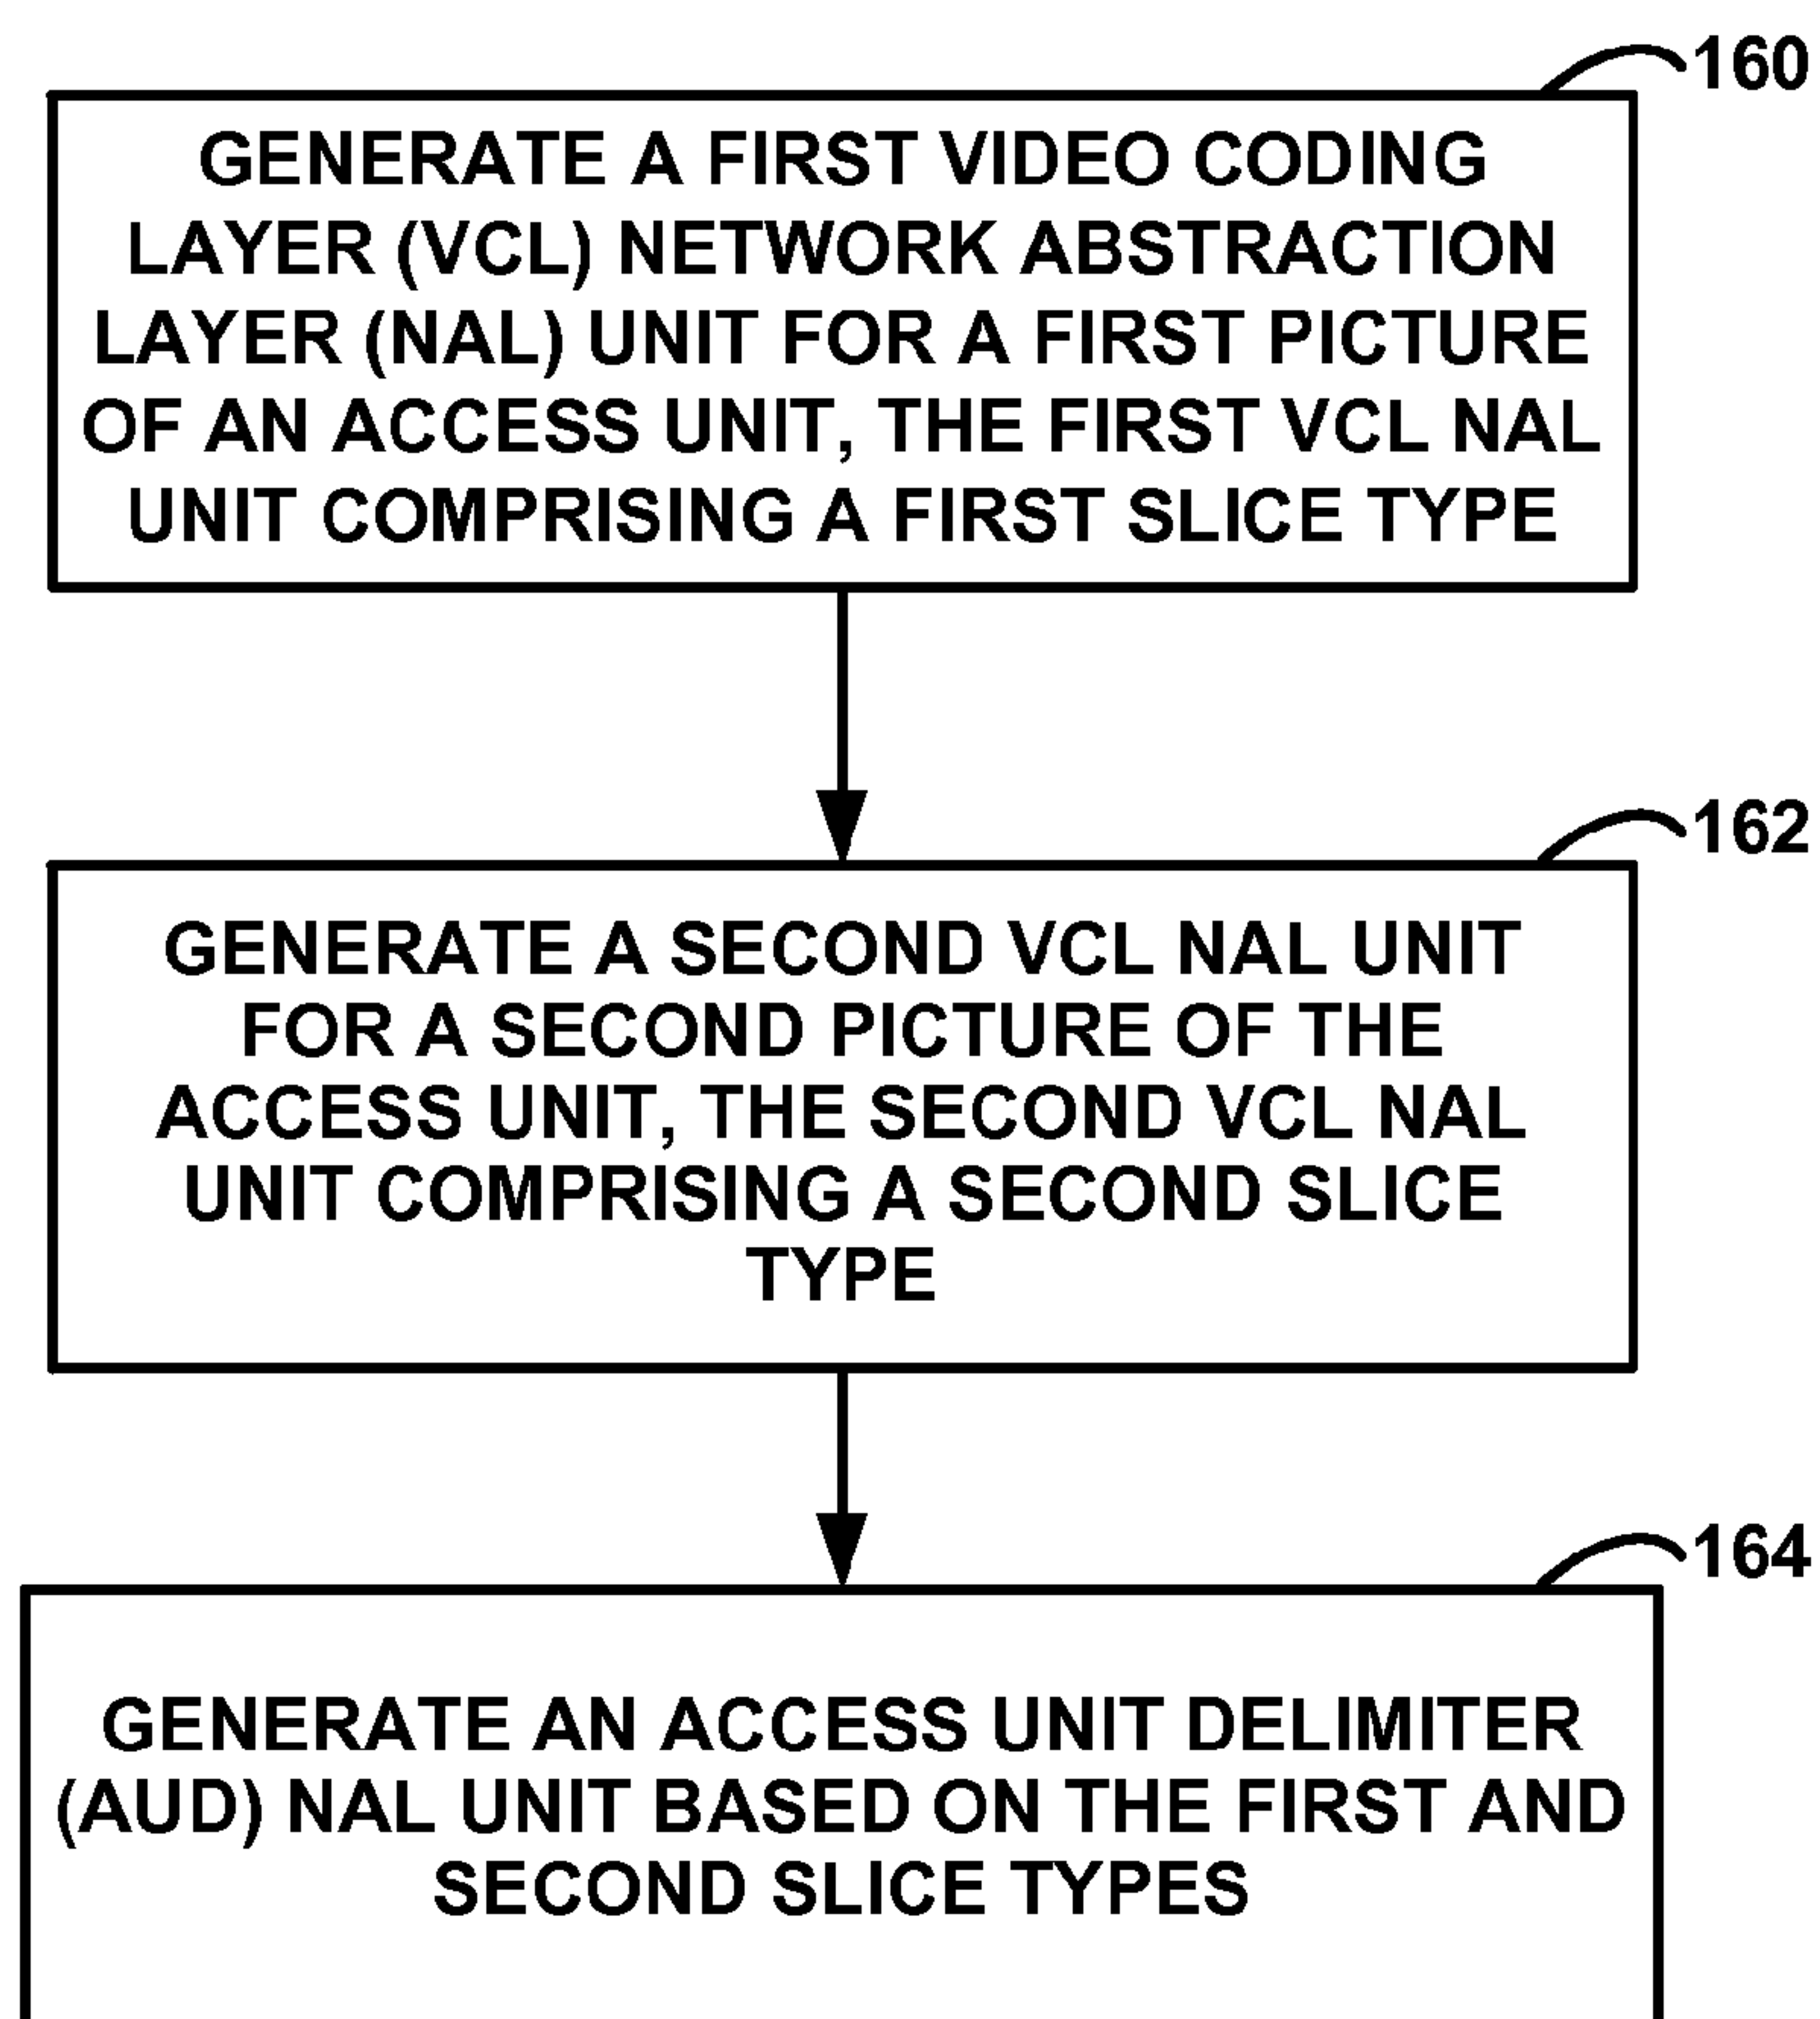 160
GENERATE A FIRST VIDEO CODING
LAYER (VCL) NETWORK ABSTRACTION
LAYER (NAL) UNIT FOR A FIRST PICTURE
OF AN ACCESS UNIT, THE FIRST VCL NAL
UNIT COMPRISING A FIRST SLICE TYPE
162
GENERATE A SECOND VCL NAL UNIT
FOR A SECOND PICTURE OF THE
ACCESS UNIT, THE SECOND VCL NAL
UNIT COMPRISING A SECOND SLICE
TYPE
164
GENERATE AN ACCESS UNIT DELIMITER
(AUD) NAL UNIT BASED ON THE FIRST AND
SECOND SLICE TYPES